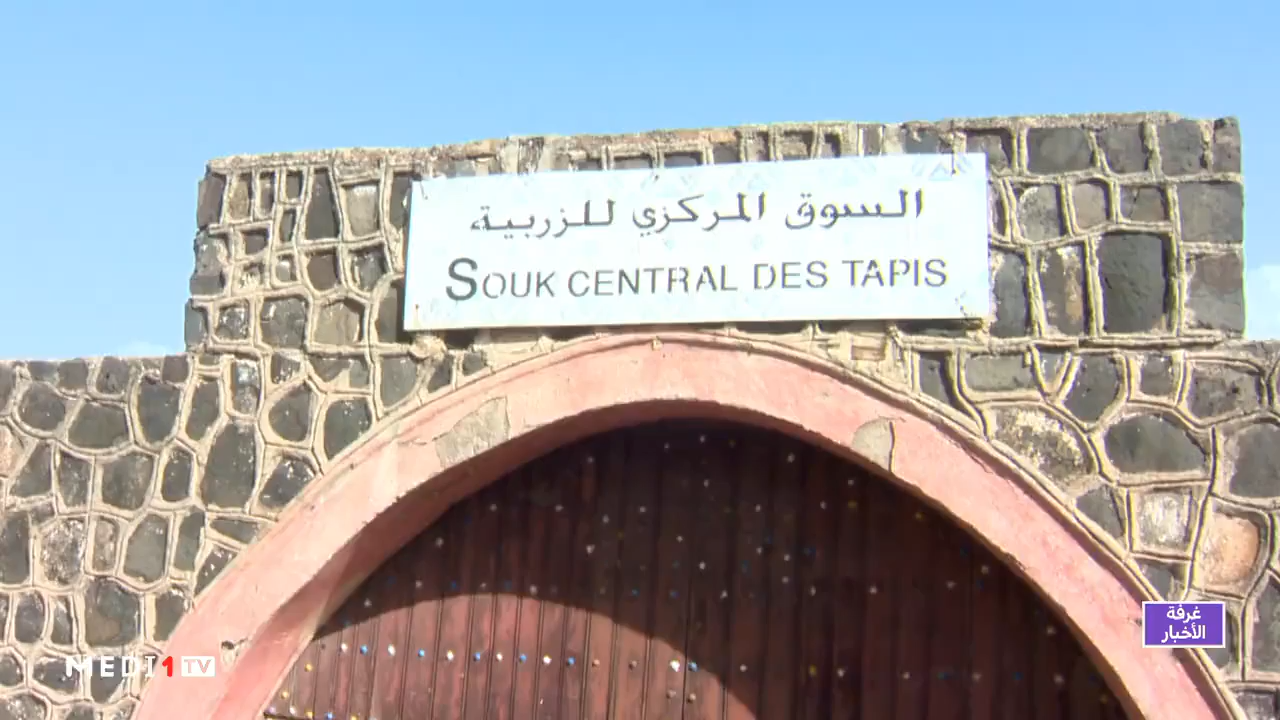 السوق المركزي للزربية
SOUK CENTRAL DES TAPIS
MEDI1TV
غرفة
الأخبار